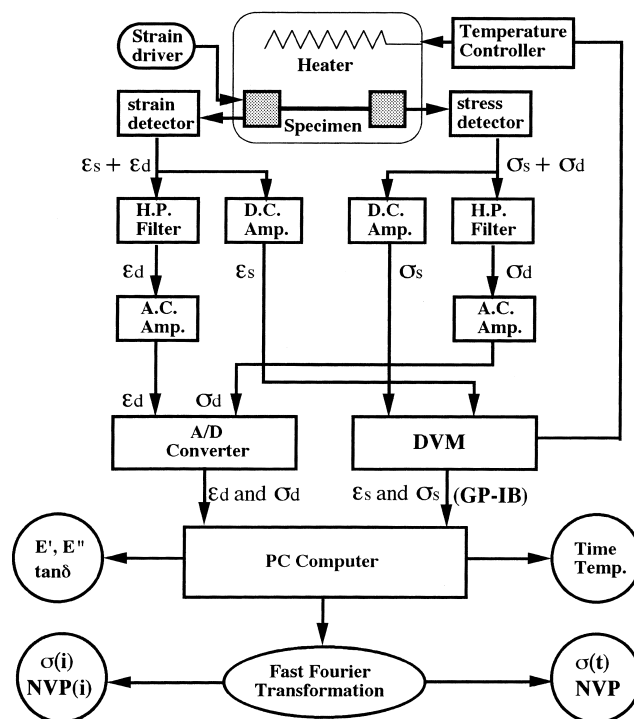 Strain
driver
Heater
Temperature
Controller
strain
detector
Specimen
stress
detector
εs + εd
σs + σd
H.P.
Filter
D.C.
Amp.
D.C.
Amp.
H.P.
Filter
εd
εs
σs
σd
A.C.
Amp.
A.C.
Amp.
εd
σd
A/D
Converter
DVM
εd and σd
εs and σs (GP-IB)
E', E"
tanδ
PC Computer
Time
Temp.
σ(i)
NVP(i)
Fast Fourier
Transformation
σ(t)
NVP